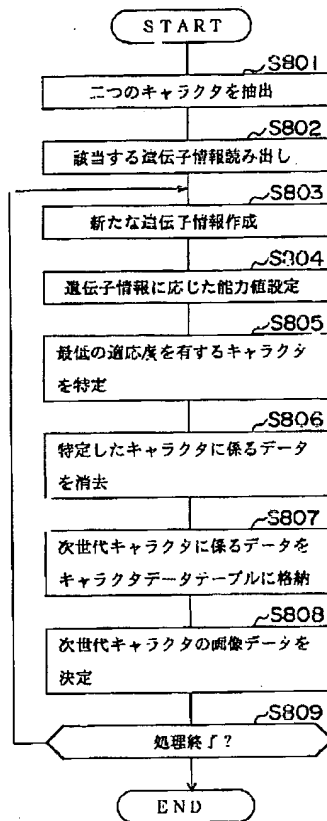 START
S801
二つのキャラクタを抽出
S802
該当する遺伝子情報読み出し
S803
新たな遺伝子情報作成
S804
遺伝子情報に応じた能力値設定
S805
最低の適応度を有するキャラクタ
を特定
S806
特定したキャラクタに係るデータ
を消去
S807
次世代キャラクタに係るデータを
キャラクタデータテーブルに格納
S808
次世代キャラクタの画像データを
決定
S809
処理終了?
END